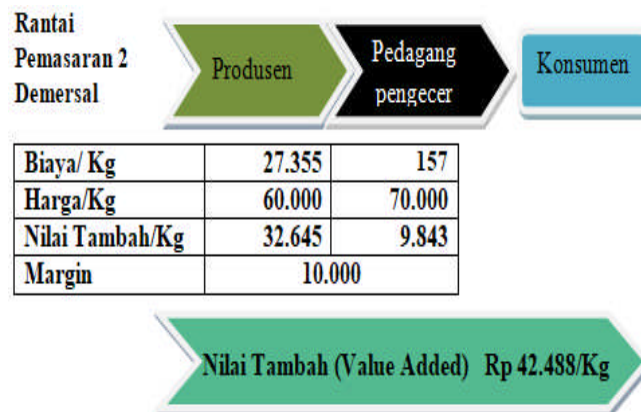 Rantai
Pemasaran 2
Demersal
Produsen
Pedagang
pengecer
Konsumen
Biaya/ Kg 27.355 157
Harga/Kg 60.000 70.000
Nilai Tambah/Kg 32.645 9.843
Margin 10.000
Nilai Tambah (Value Added) Rp 42.488/Kg